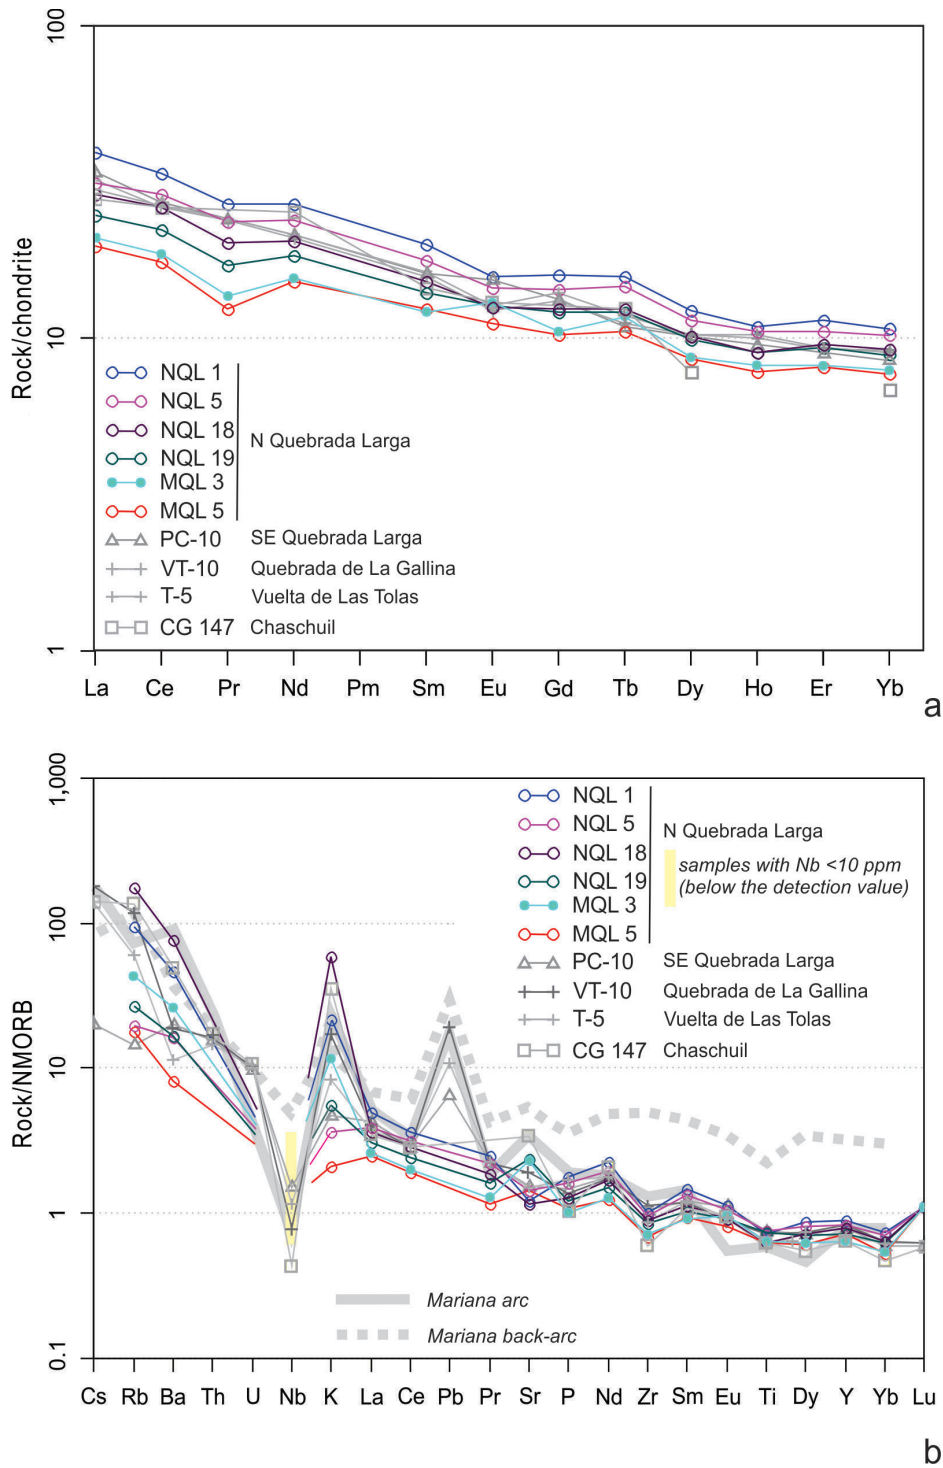 100
10
1
Rock/chondrite
NQL 1
NQL 5
NQL 18
NQL 19
MQL 3
MQL 5
N Quebrada Larga
PC-10 SE Quebrada Larga
VT-10 Quebrada de La Gallina
T-5 Vuelta de Las Tolas
CG 147 Chaschuil
La Ce Pr Nd Pm Sm Eu Gd Tb Dy Ho Er Yb
a
1,000
100
10
1
0.1
Rock/NMORB
NQL 1
NQL 5
NQL 18
NQL 19
MQL 3
MQL 5
N Quebrada Larga
samples with Nb <10 ppm
(below the detection value)
PC-10 SE Quebrada Larga
VT-10 Quebrada de La Gallina
T-5 Vuelta de Las Tolas
CG 147 Chaschuil
Mariana arc
Mariana back-arc
Cs Rb Ba Th U Nb K La Ce Pb Pr Sr P Nd Zr Sm Eu Ti Dy Y Yb Lu
b